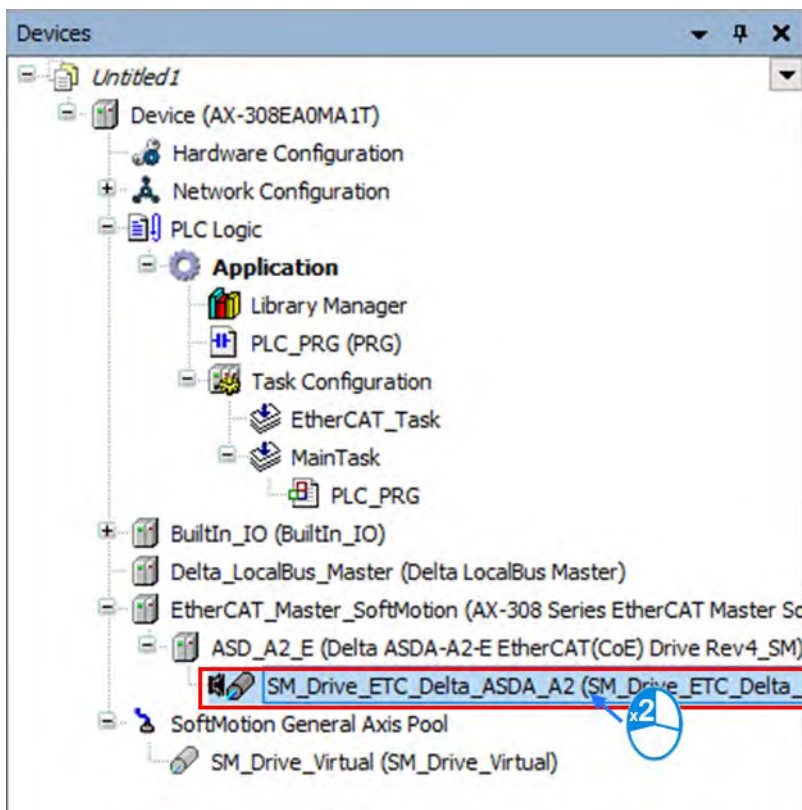 Devices
Untitled1
Device (AX-308EA0MA1T)
Hardware Configuration
Network Configuration
PLC Logic
Application
Library Manager
PLC_PRG (PRG)
Task Configuration
EtherCAT_Task
MainTask
PLC_PRG
BuiltIn_IO (BuiltIn_IO)
Delta_LocalBus_Master (Delta LocalBus Master)
EtherCAT_Master_SoftMotion (AX-308 Series EtherCAT Master So
ASD_A2_E (Delta ASDA-A2-E EtherCAT(CoE) Drive Rev4_SM)
SM_Drive_ETC_Delta_ASDA_A2 (SM_Drive_ETC_Delta_
x2
SoftMotion General Axis Pool
SM_Drive_Virtual (SM_Drive_Virtual)